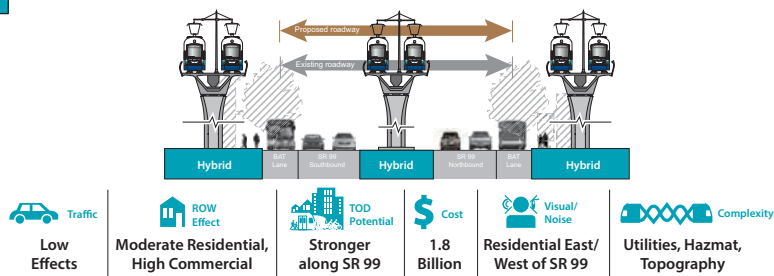 Proposed roadway
Existing roadway
Hybrid
BAT
Lane
SR 99
Southbound
Hybrid
SR 99
Northbound
BAT
Lane
Hybrid
Traffic
Low
Effects
ROW
Effect
Moderate Residential,
High Commercial
TOD
Potential
Stronger
along SR 99
Cost
1.8
Billion
Visual/
Noise
Residential East/
West of SR 99
Complexity
Utilities, Hazmat,
Topography